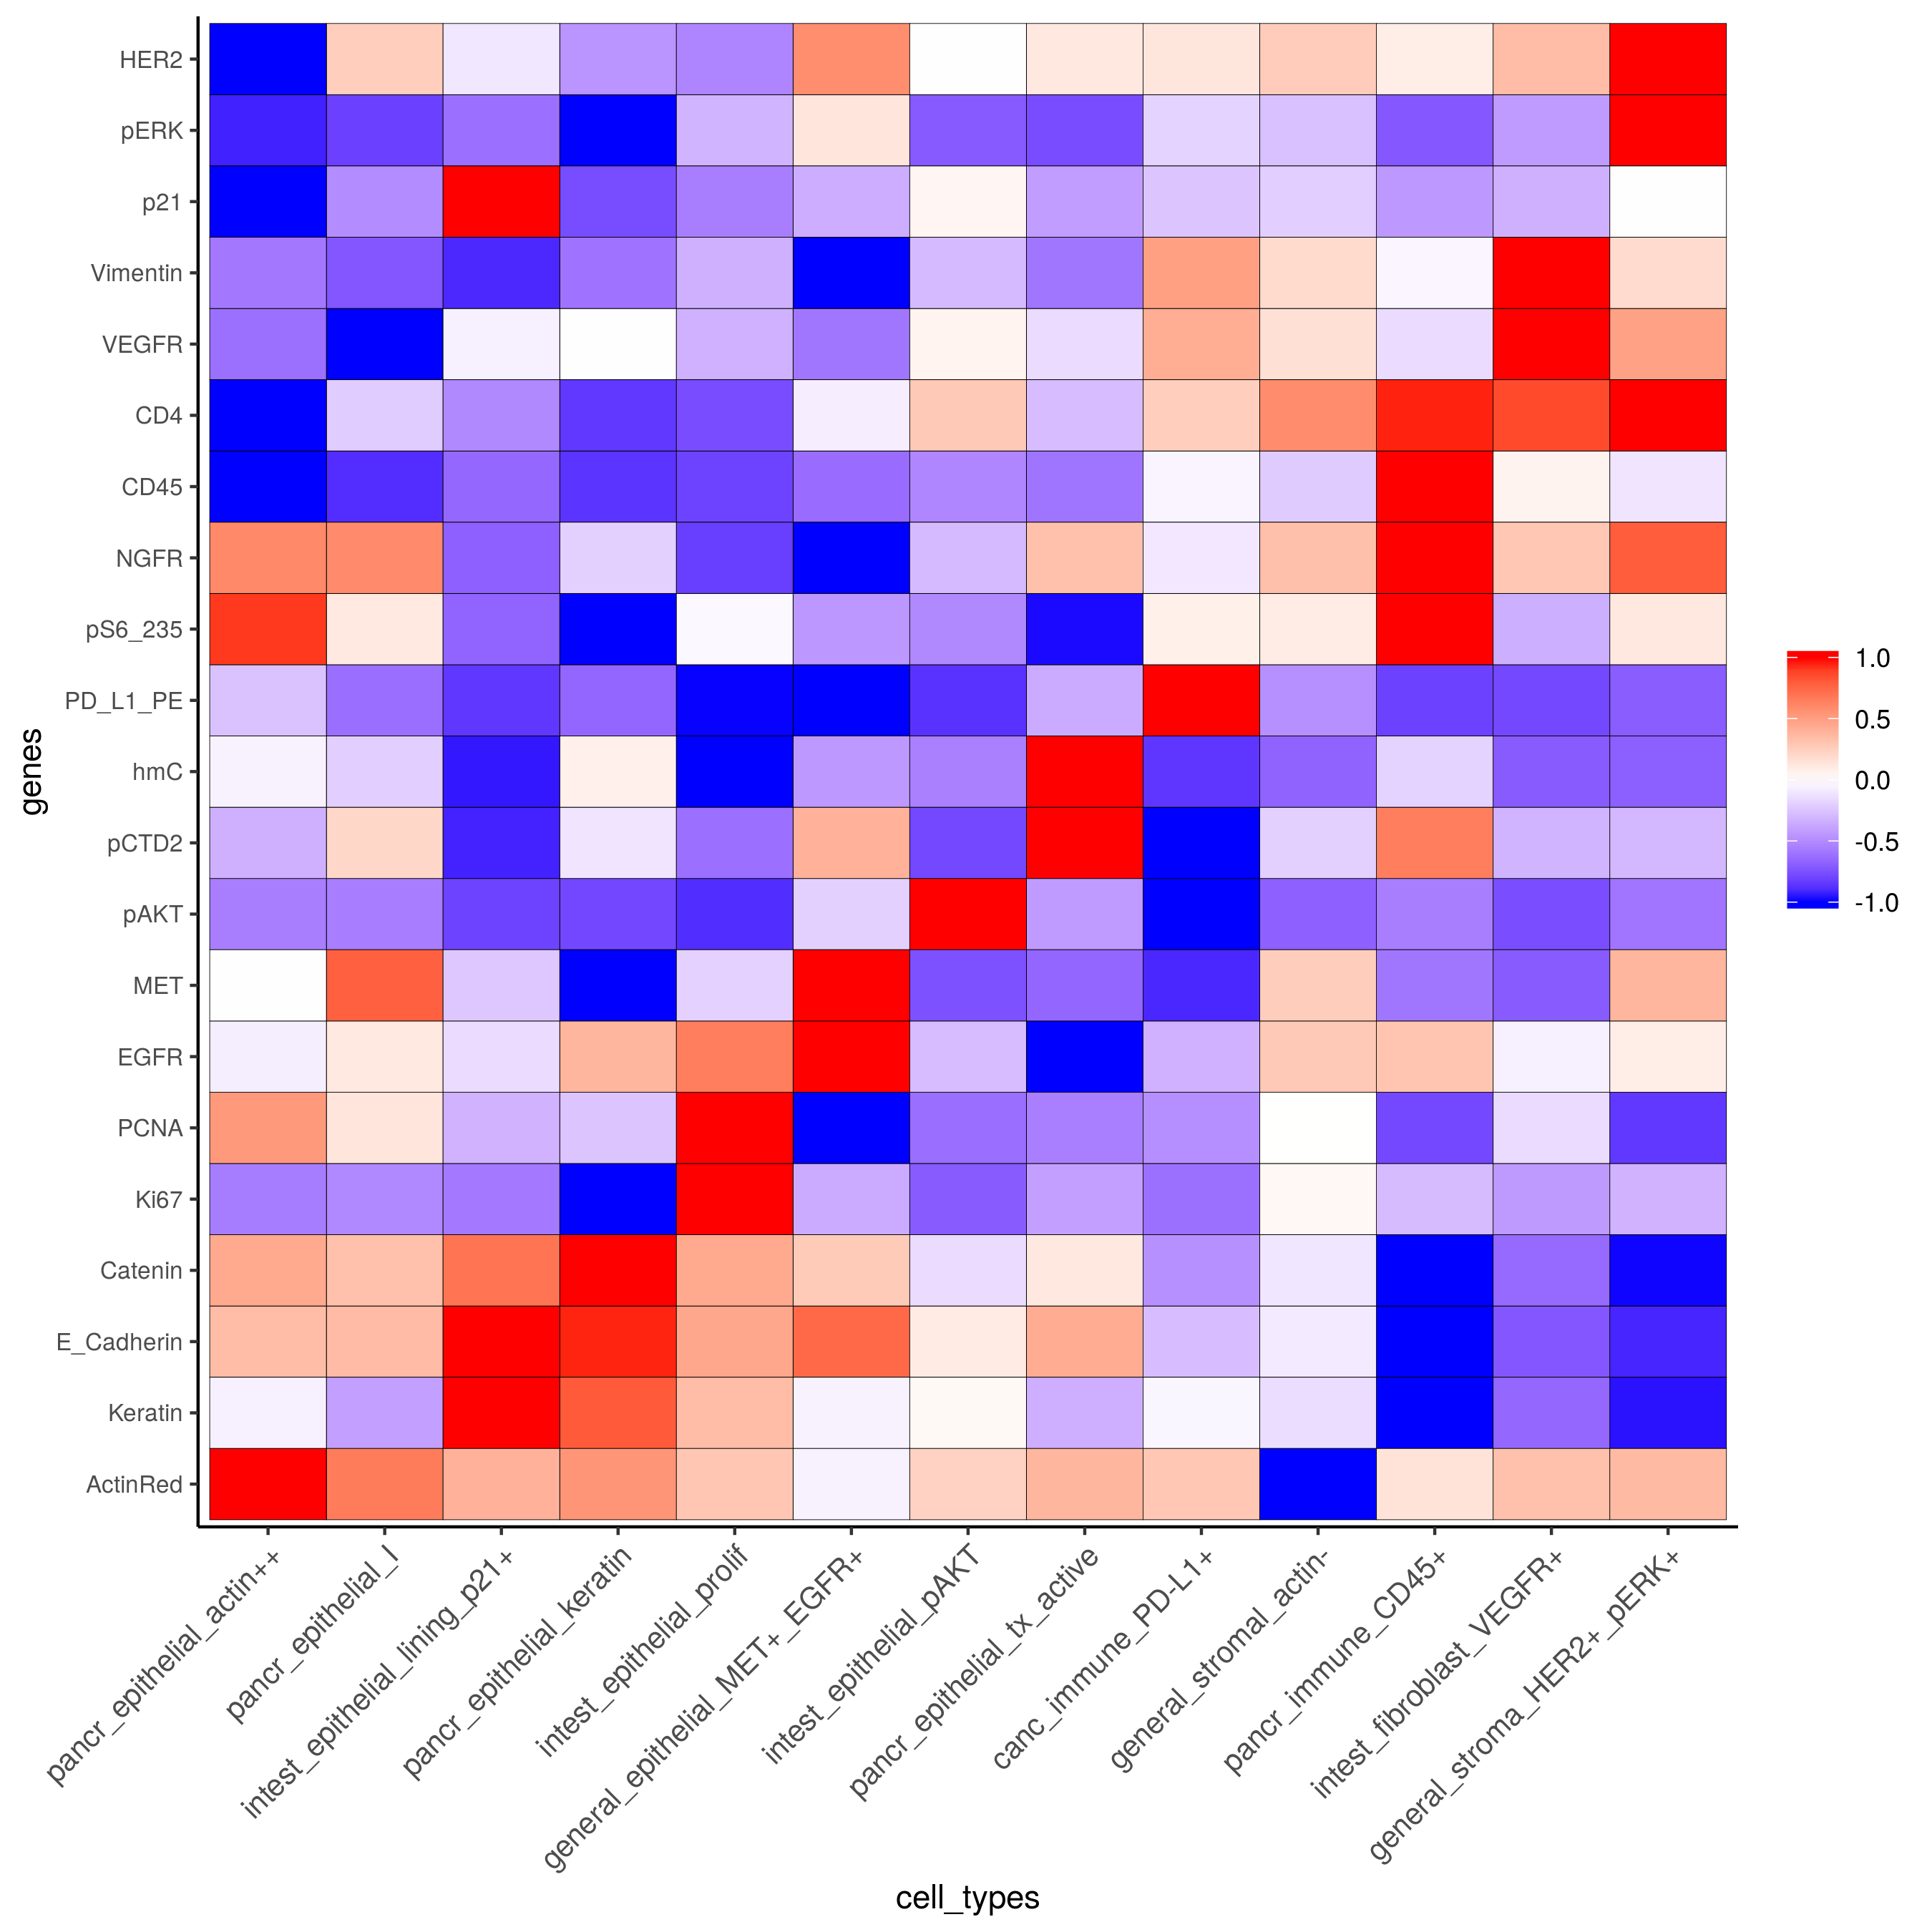 HER2
pERK
p21
Vimentin
VEGFR
CD4
CD45
NGFR
pS6_235
PD_L1_PE
hmC
pCTD2
pAKT
MET
EGFR
PCNA
Ki67
Catenin
E_Cadherin
Keratin
ActinRed
genes
1.0
0.5
0.0
-0.5
-1.0
pancr_epithelial_actin++
pancr_epithelial_I
intest_epithelial_lining_p21+
pancr_epithelial_keratin
intest_epithelial_prolif
general_epithelial_MET+_EGFR+
intest_epithelial_pAKT
pancr_epithelial_tx_active
canc_immune_PD-L1+
general_stromal_actin-
pancr_immune_CD45+
intest_fibroblast_VEGFR+
general_stroma_HER2+_pERK+
cell_types